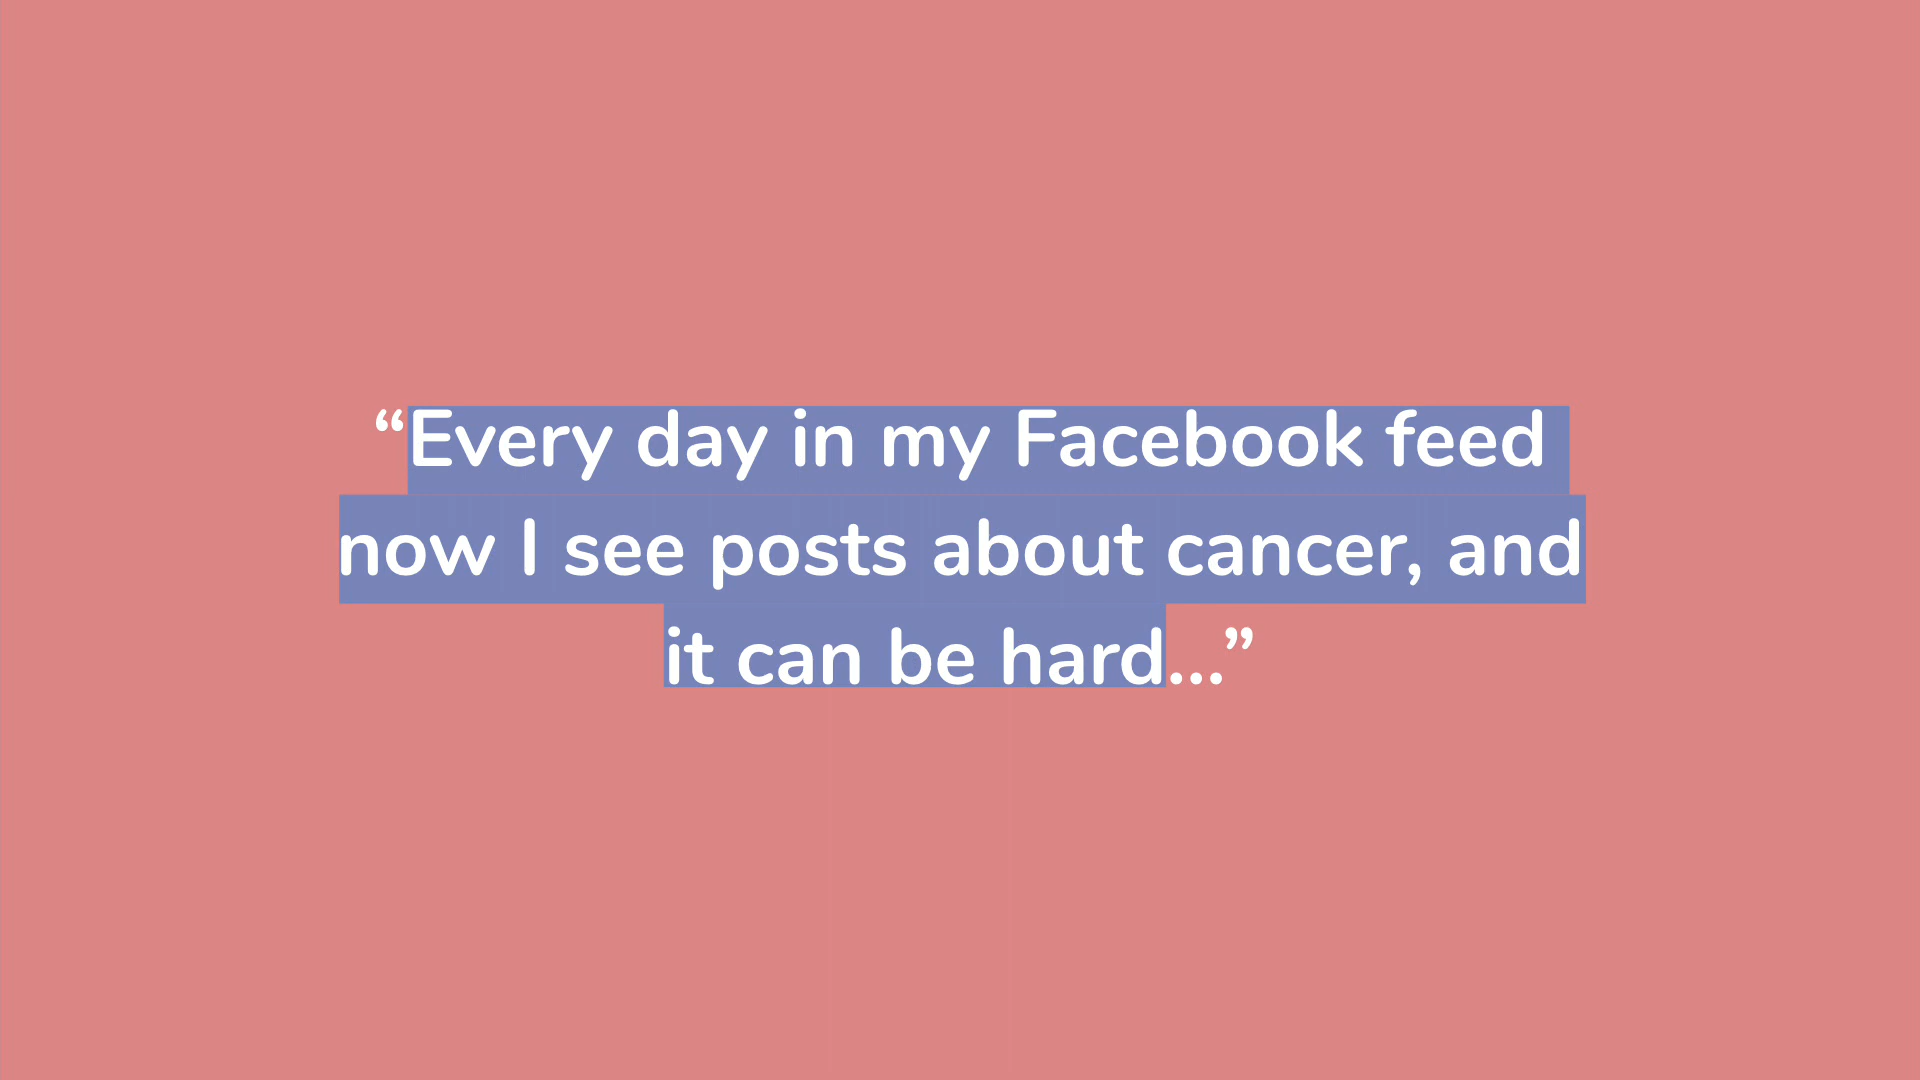 “Every day in my Facebook feed
now I see posts about cancer, and
it can be hard...”